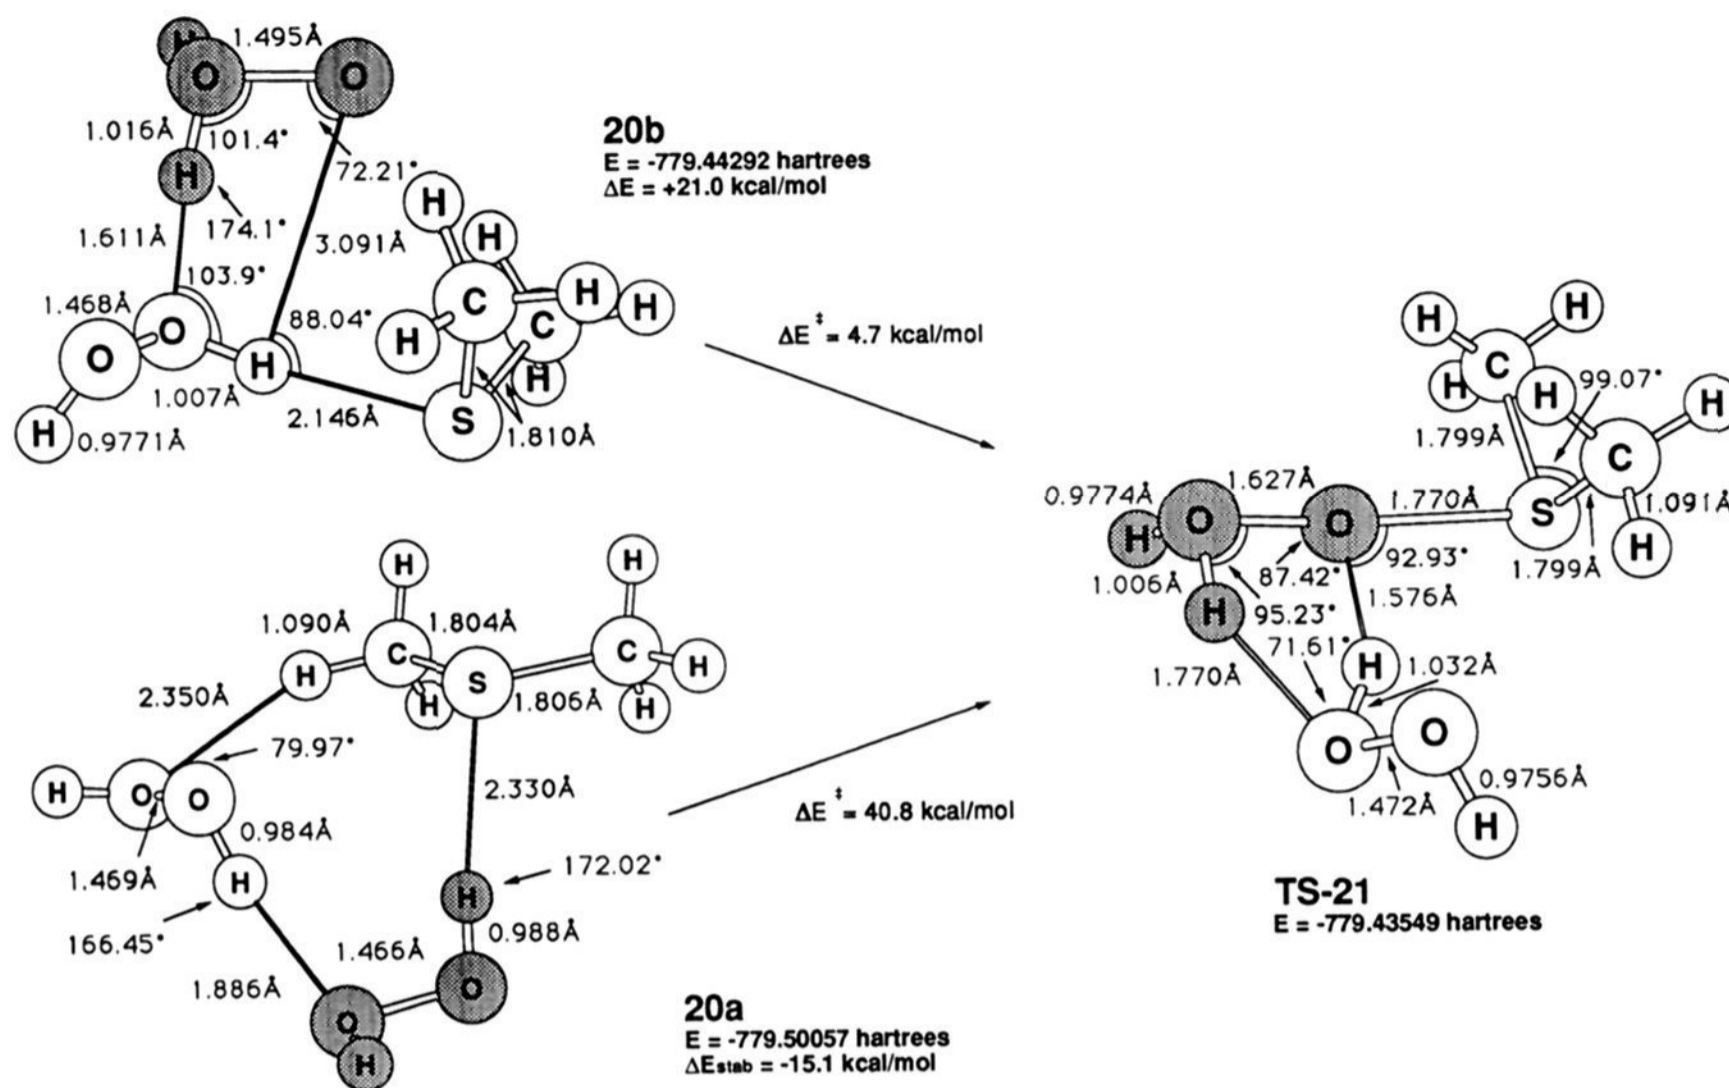 H
1.495Å
O
O
1.016Å
101.4°
H
72.21°
174.1°
1.611Å
3.091Å
103.9°
1.468Å
O
O
88.04°
H
1.007Å
2.146Å
H
0.9771Å
H
H
C
H
H
H
C
H
S
1.810Å
20b
E = -779.44292 hartrees
ΔE = +21.0 kcal/mol
ΔE‡ = 4.7 kcal/mol
H
H
1.090Å
1.804Å
C
S
C
H
H
2.350Å
H
1.806Å
H
79.97°
H
O
O
2.330Å
0.984Å
1.469Å
H
172.02°
H
166.45°
1.466Å
0.988Å
1.886Å
O
O
H
20a
E = -779.50057 hartrees
ΔEstab = -15.1 kcal/mol
ΔE‡ = 40.8 kcal/mol
H
H
C
99.07°
H
H
H
1.799Å
C
1.627Å
0.9774Å
1.770Å
O
O
S
1.091Å
H
92.93°
H
1.006Å
87.42°
1.799Å
1.576Å
H
95.23°
71.61°
H
1.032Å
1.770Å
O
O
0.9756Å
1.472Å
H
TS-21
E = -779.43549 hartrees